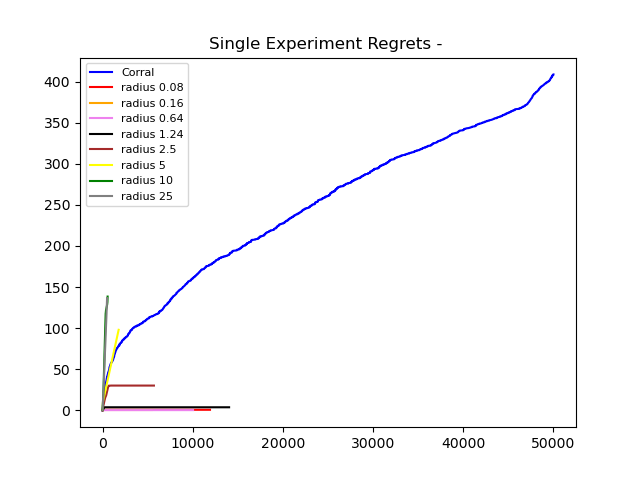 Single Experiment Regrets -
Corral
radius 0.08
radius 0.16
radius 0.64
radius 1.24
radius 2.5
radius 5
radius 10
radius 25
400
350
300
250
200
150
100
50
0
0 10000 20000 30000 40000 50000